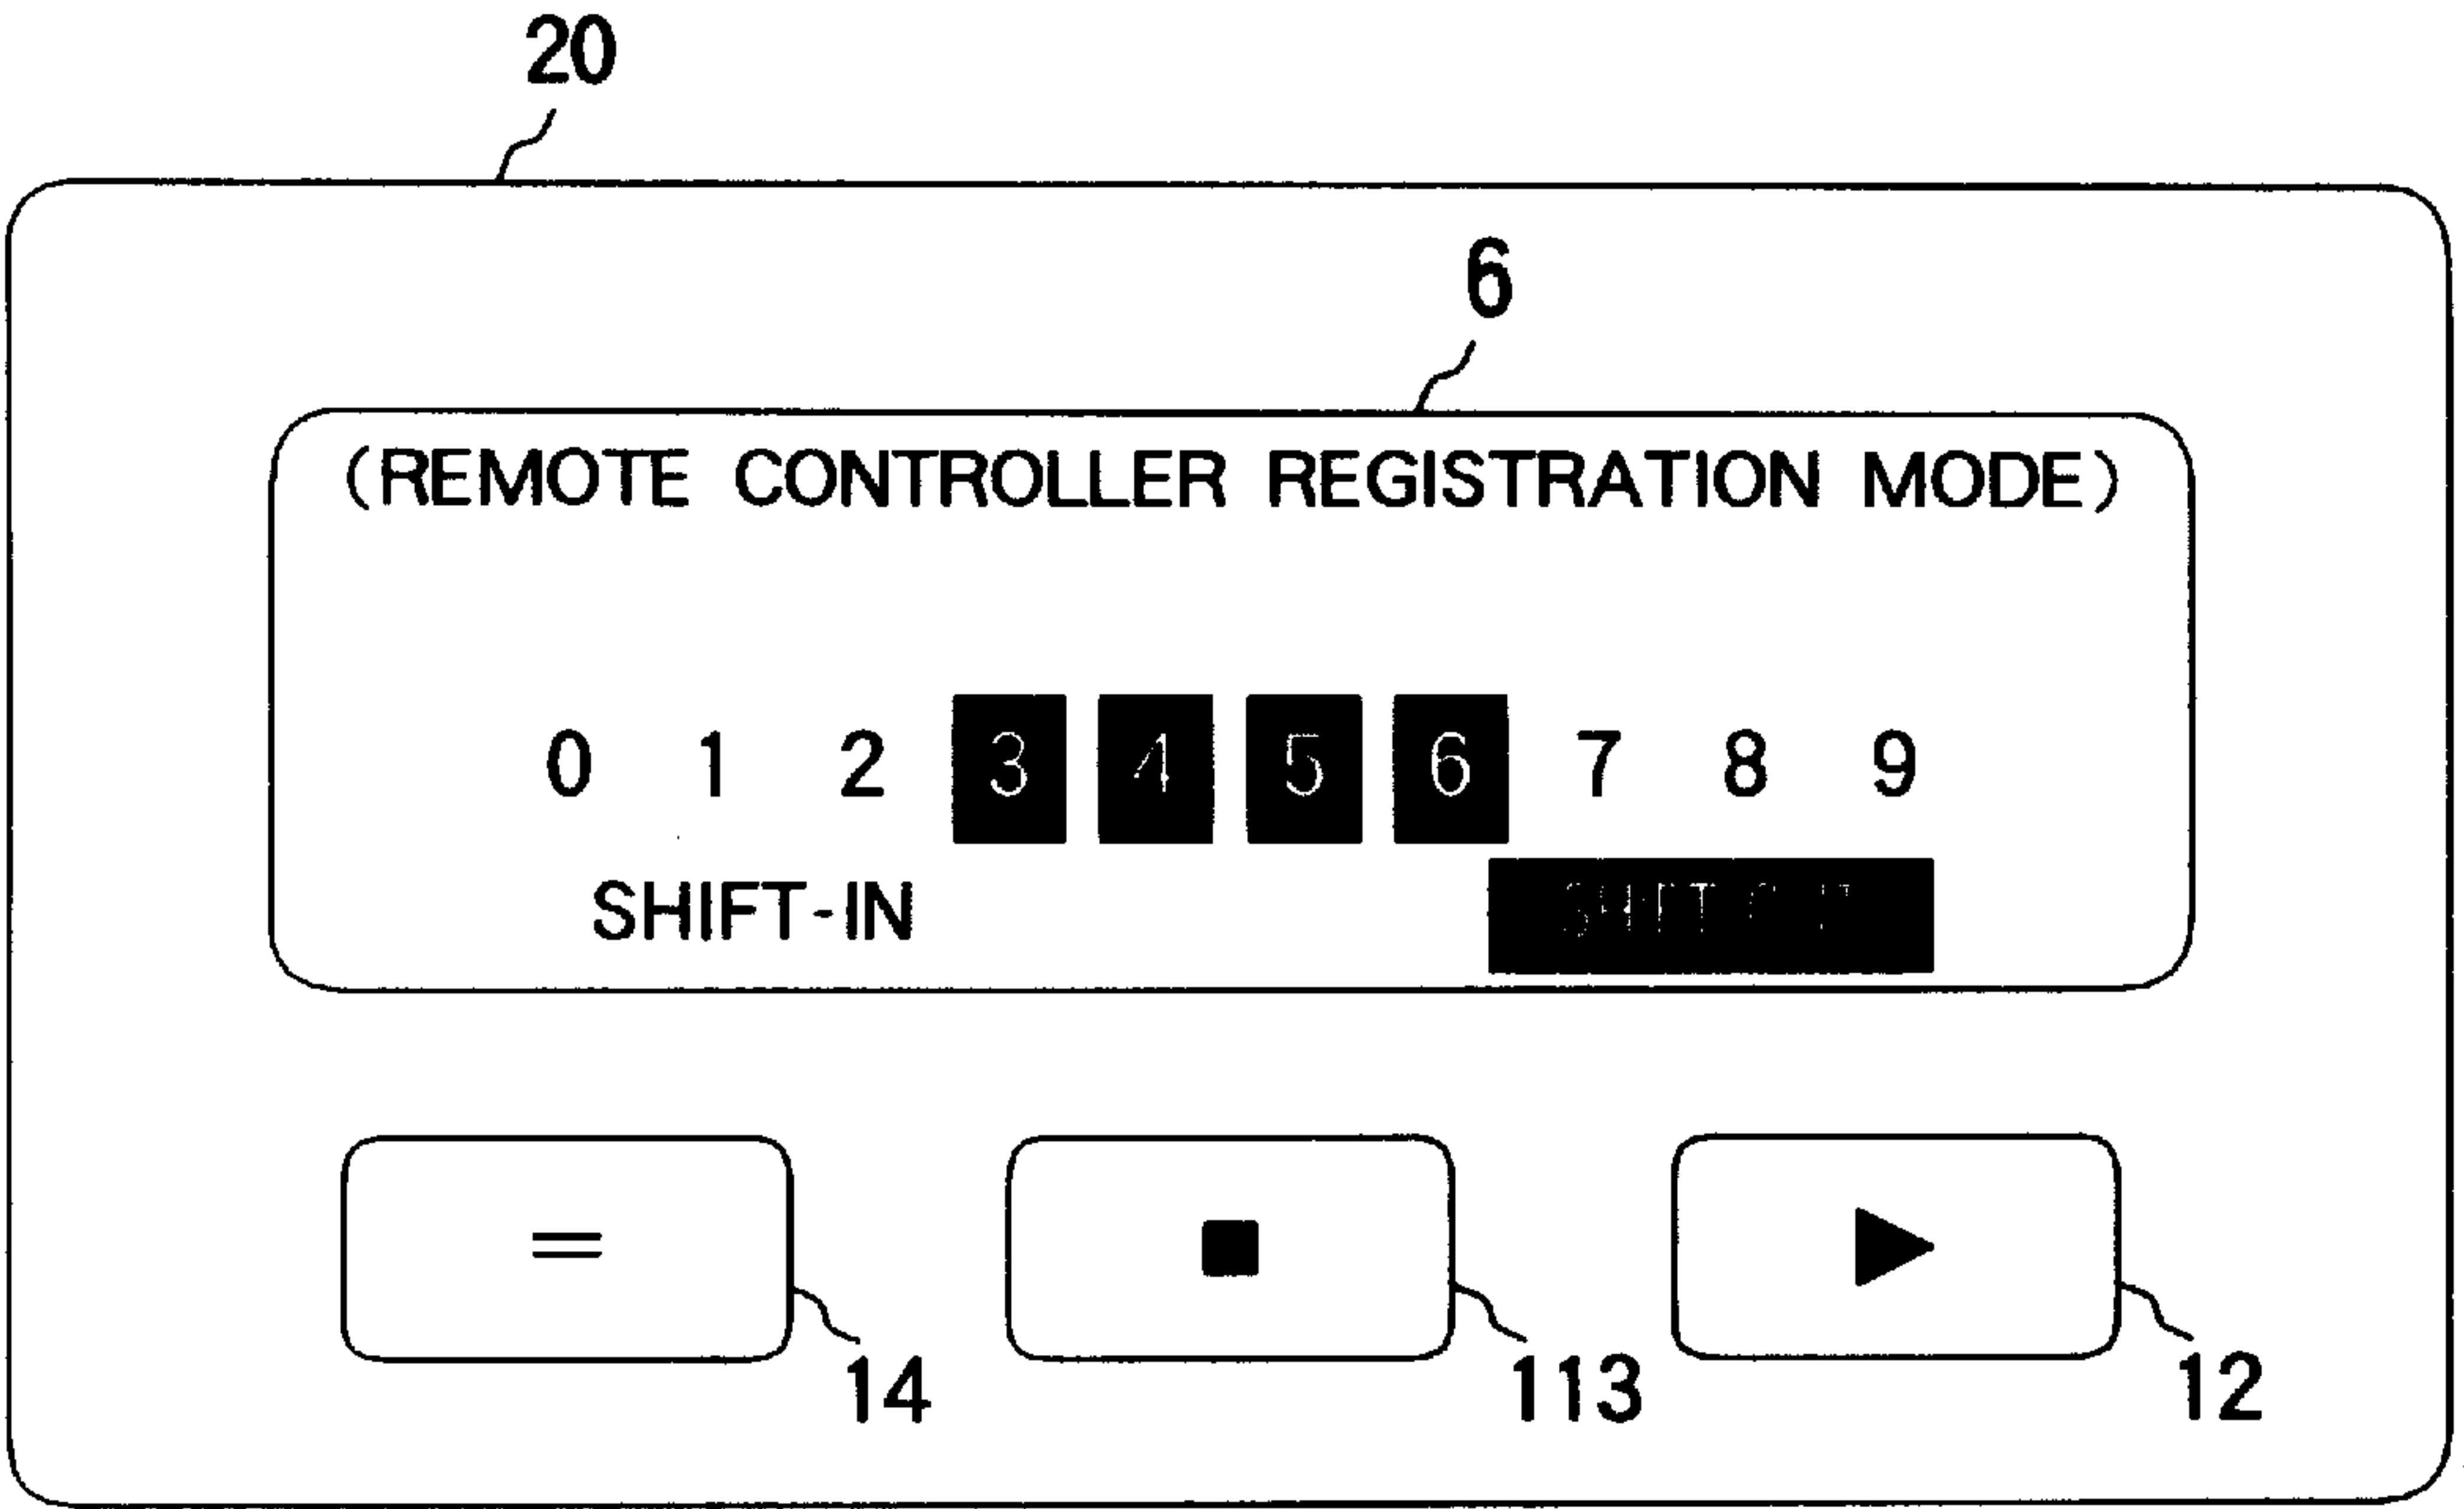 20
6
(REMOTE CONTROLLER REGISTRATION MODE)
0 1 2 3 4 5 6 7 8 9
SHIFT-IN
=
14 113 12